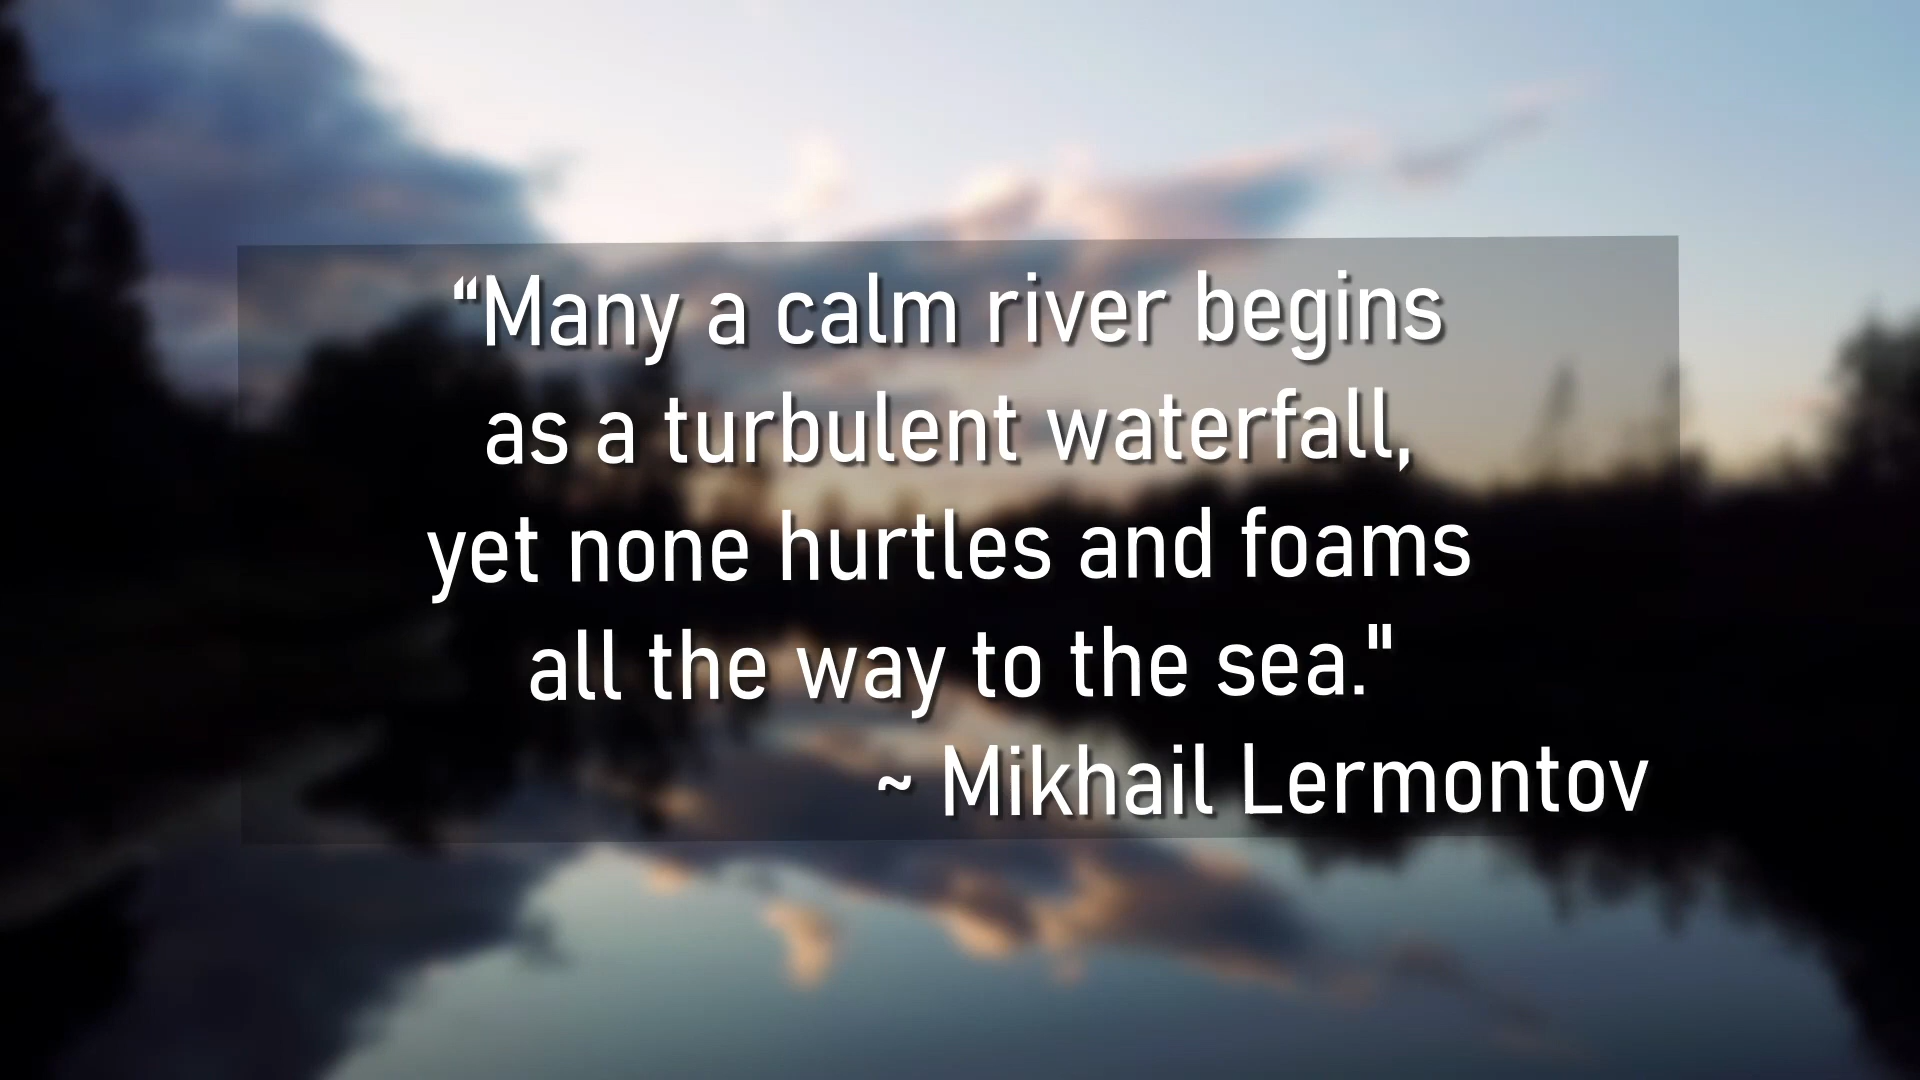 “Many a calm river begins
as a turbulent waterfall,
yet none hurtles and foams
all the way to the sea."
~ Mikhail Lermontov